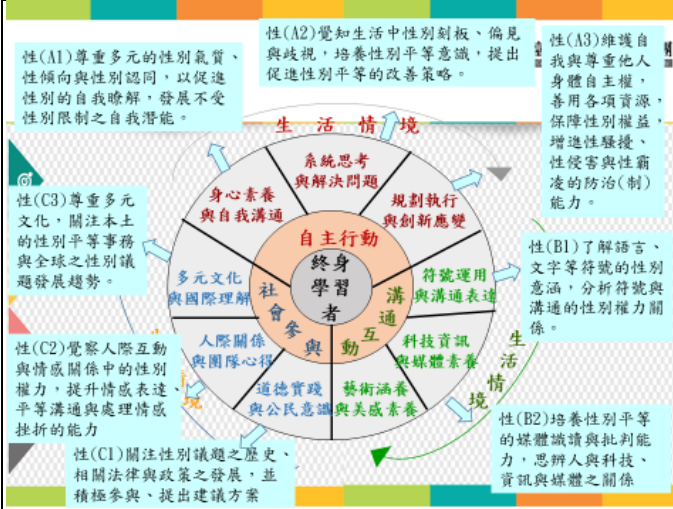 性(A1)尊重多元的性別氣質、
性傾向與性別認同，以促進
性別的自我瞭解，發展不受
性別限制之自我潛能。
性(A2)覺知生活中性別刻板、偏見
與歧視，培養性別平等意識，提出
促進性別平等的改善策略。
性(A3)維護自
我與尊重他人
身體自主權，
善用各項資源，
保障性別權益，
增進性騷擾、
性侵害與性霸
凌的防治(制)
能力。
生活情境
系統思考
與解決問題
身心素養
與自我溝通
規劃執行
與創新應變
自主行動
終身
學習
者
性(C3)尊重多元
文化，關注本土
的性別平等事務
與全球之性別議
題發展趨勢。
多元文化
與國際理解
社會參與
溝通互動
符號運用
與溝通表達
性(B1)了解語言、
文字等符號的性別
意涵，分析符號與
溝通的性別權力關
係。
人際關係
與團隊心得
科技資訊
與媒體素養
生活情境
道德實踐
與公民意識
藝術涵養
與美感素養
性(C2)覺察人際互動
與情感關係中的性別
權力，提升情感表達、
平等溝通與處理情感
挫折的能力
境
性(B2)培養性別平等
的媒體識讀與批判能
力，思辨人與科技、
資訊與媒體之關係
性(C1)關注性別議題之歷史、
相關法律與政策之發展，並
積極參與、提出建議方案